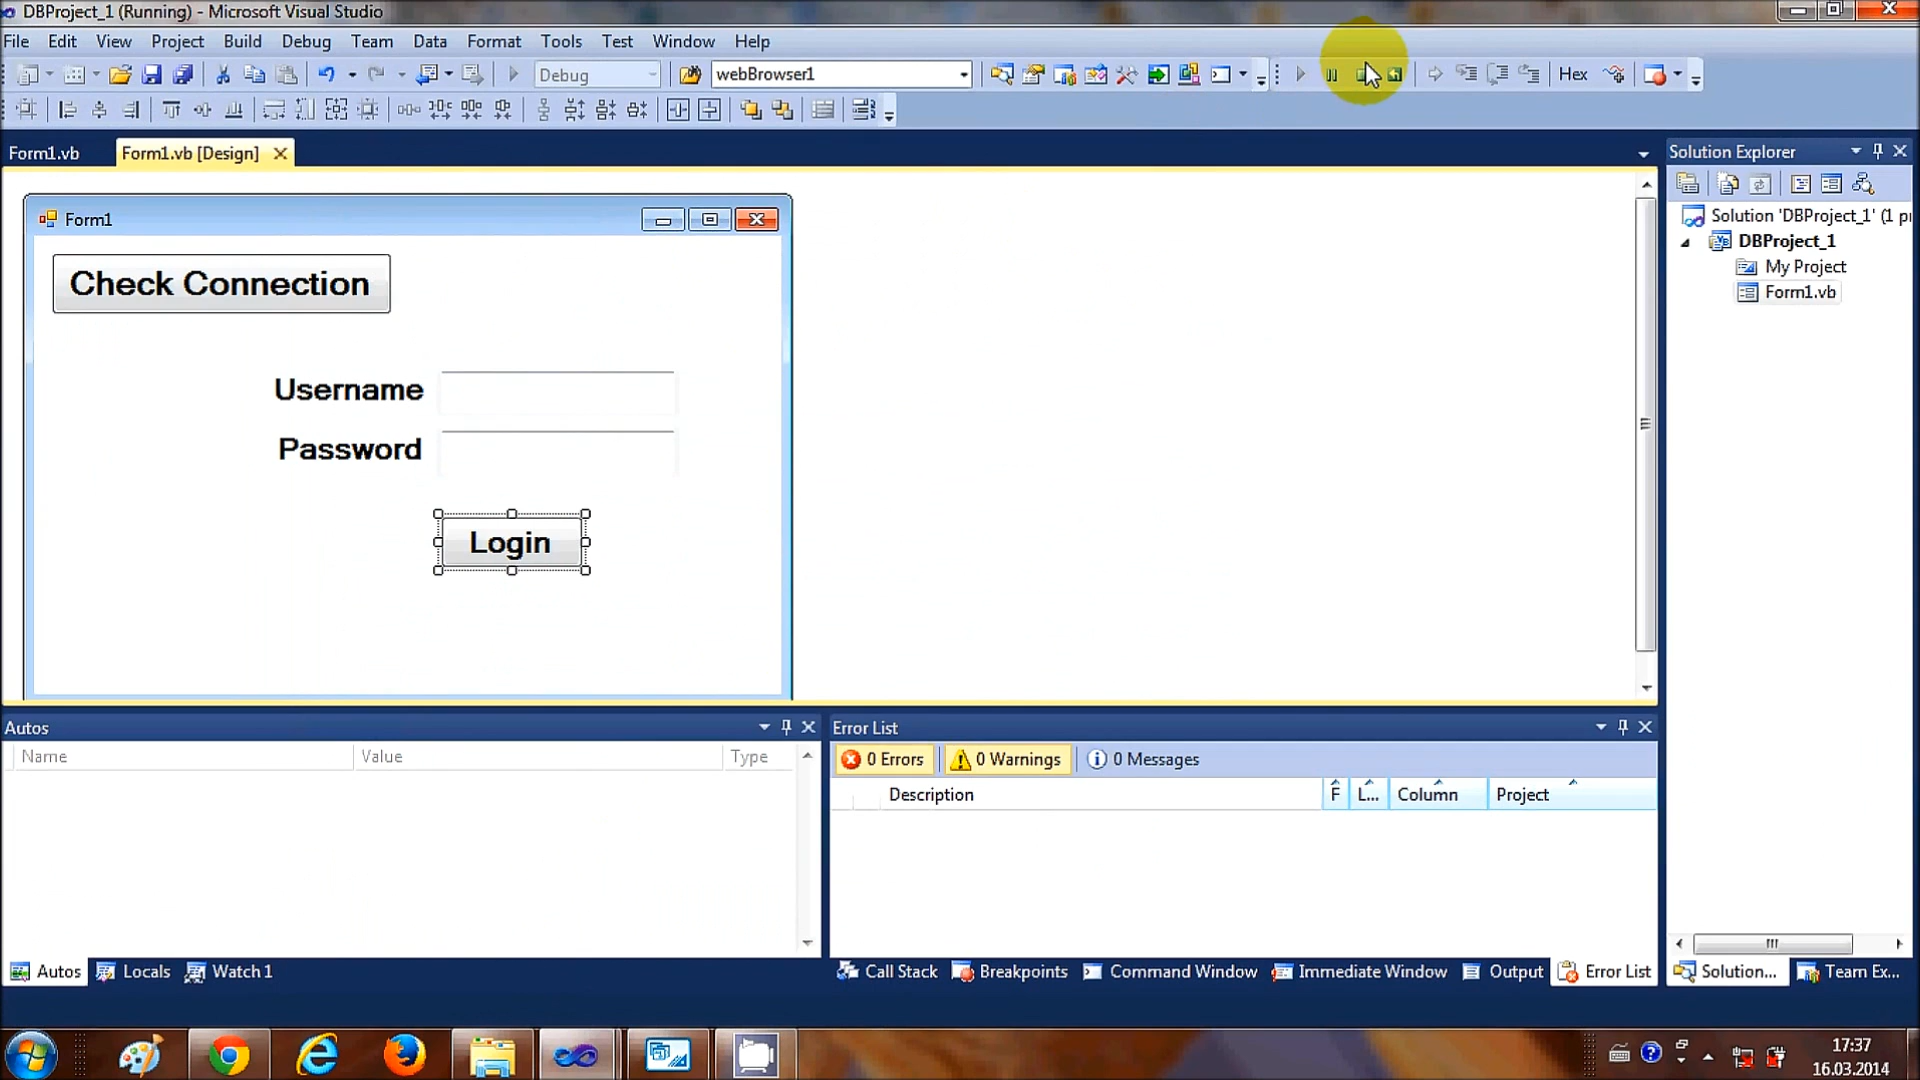 DBProject_1 (Running) - Microsoft Visual Studio
File Edit View Project Build Debug Team Data Format Tools Test Window Help
Debug webBrowser1 Hex
Form1.vb Form1.vb [Design] Solution Explorer
Form1
Check Connection
Username
Password
Login
Solution 'DBProject_1' (1 pr
DBProject_1
My Project
Form1.vb
Autos
Name Value Type
Error List
0 Errors 0 Warnings 0 Messages
Description F L... Column Project
Autos Locals Watch 1
Call Stack Breakpoints Command Window Immediate Window Output Error List
Solution... Team Ex...
17:37
16.03.2014